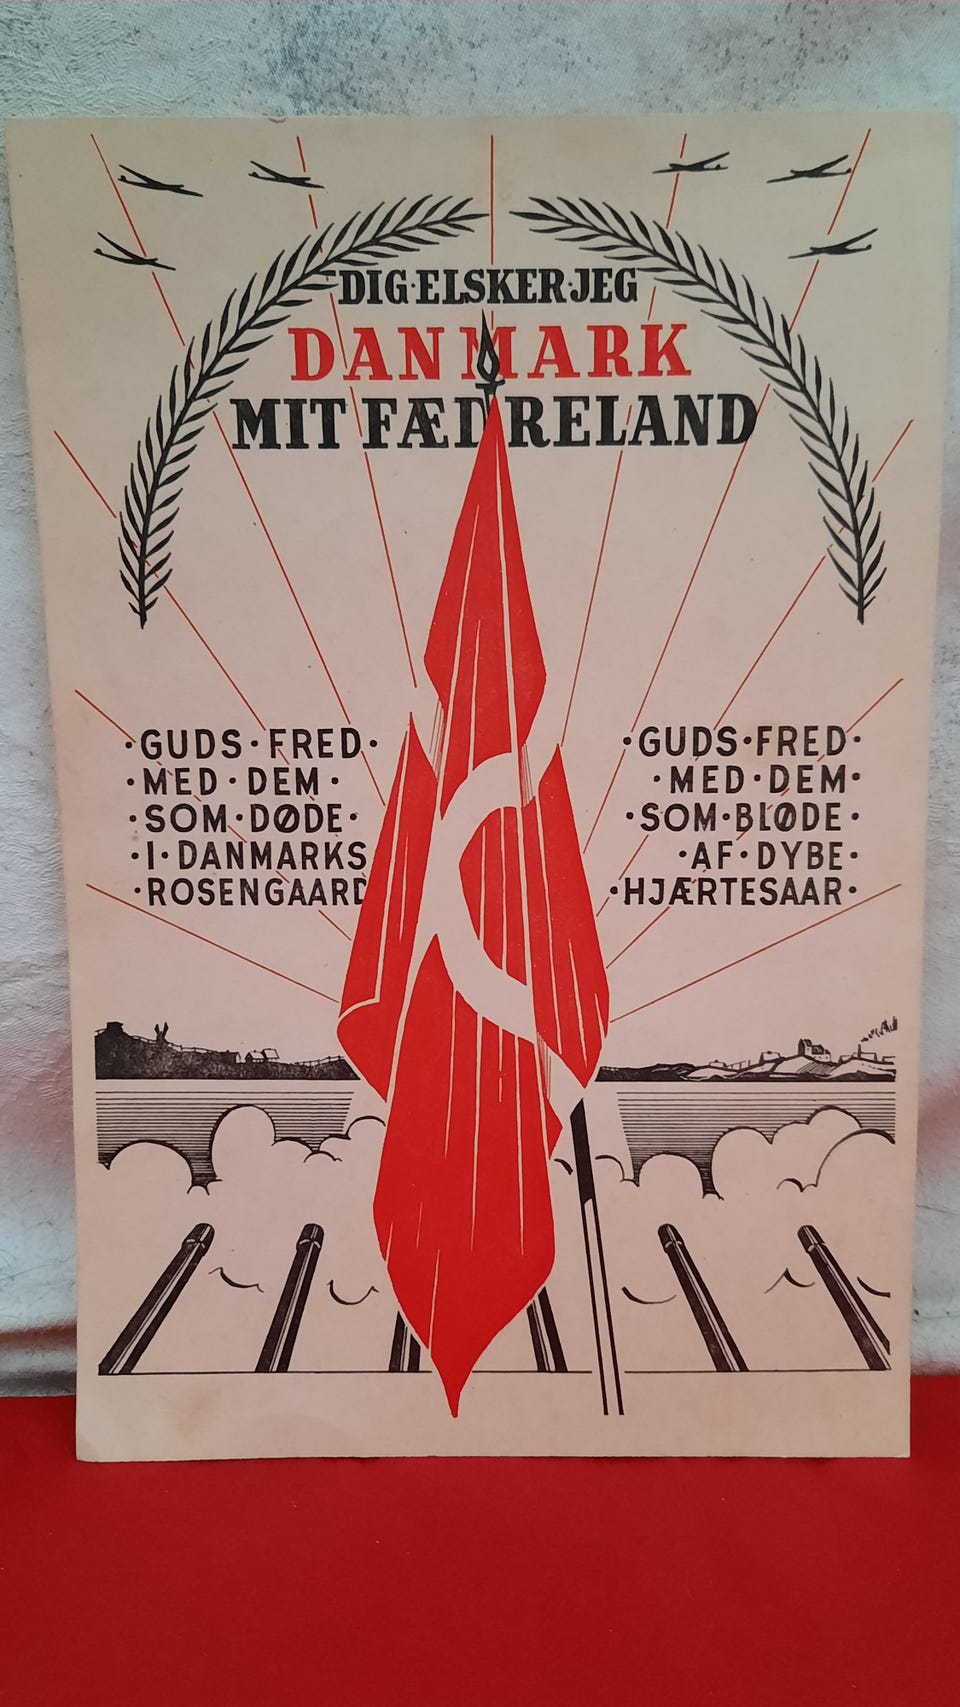 DIG·ELSKER·JEG
DANMARK
MIT FÆDRELAND
·GUDS·FRED·
·MED·DEM·
·SOM·DØDE·
·I·DANMARKS
·ROSENGAARD
·GUDS·FRED·
·MED·DEM·
·SOM·BLØDE·
·AF·DYBE·
·HJÆRTESAAR·